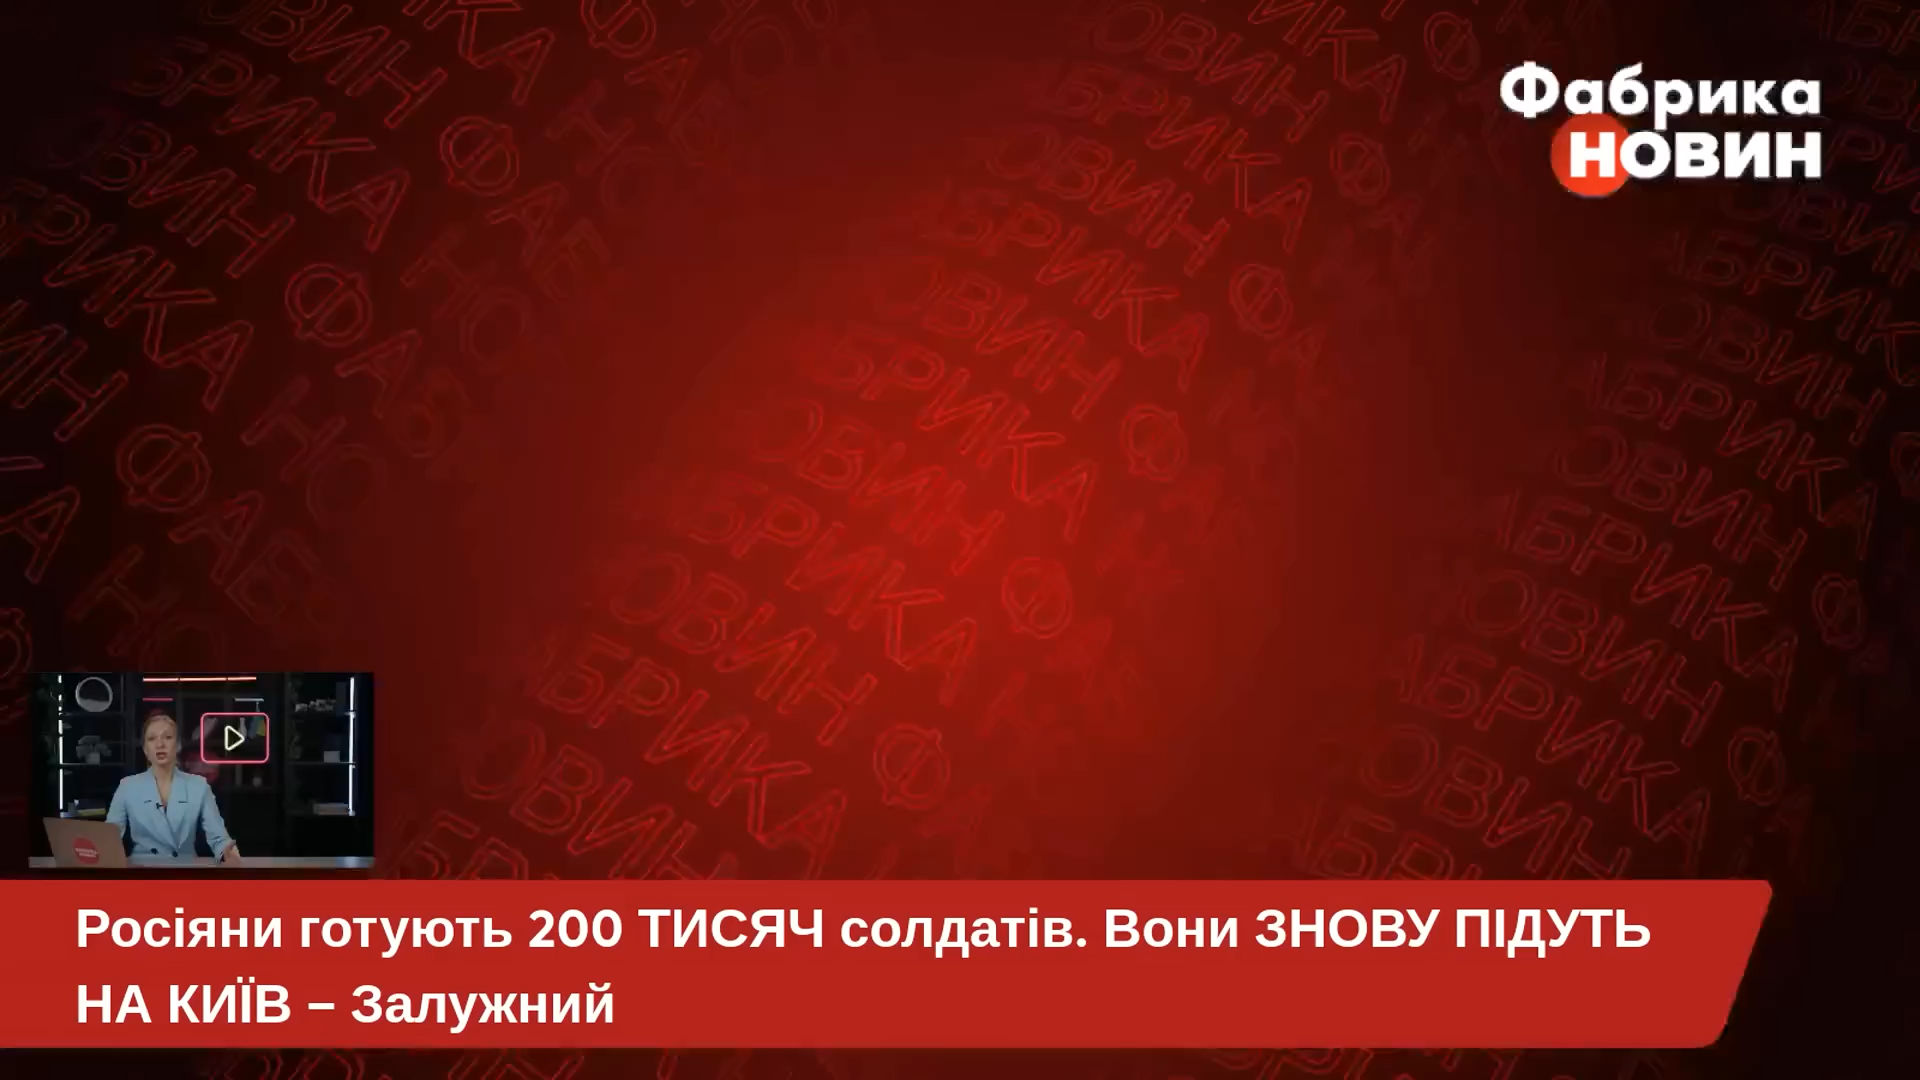 Фабрика
НОВИН
Росіяни готують 200 ТИСЯЧ солдатів. Вони ЗНОВУ ПІДУТЬ
НА КИЇВ – Залужний